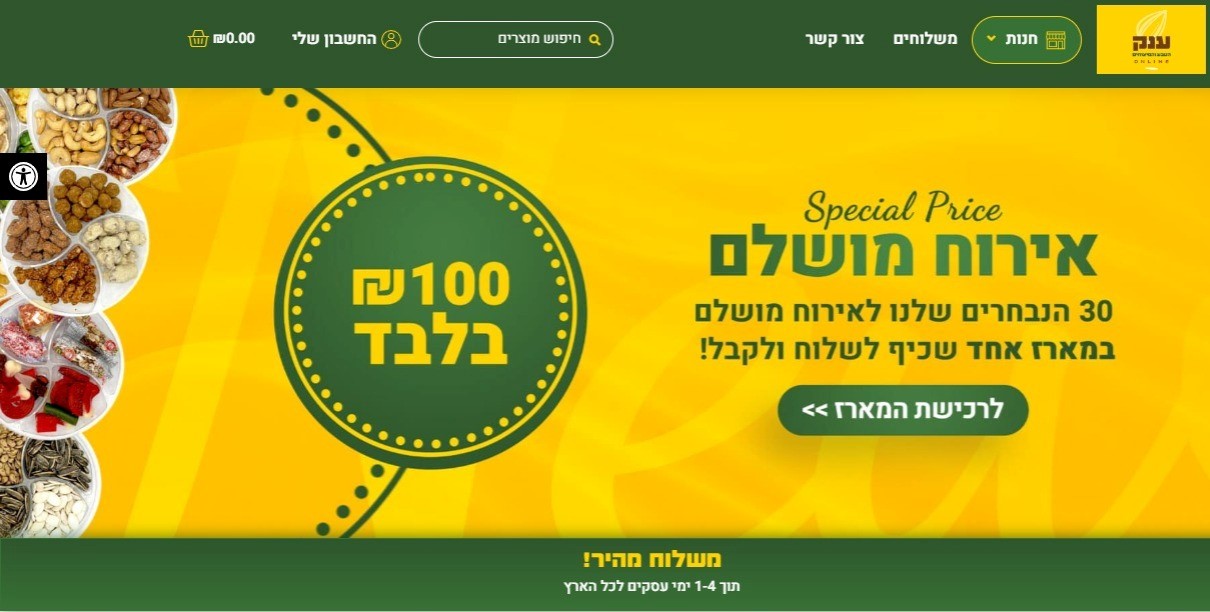 ענק
ONLINE
חנות
משלוחים
צור קשר
חיפוש מוצרים
החשבון שלי
₪0.00
Special Price
אירוח מושלם
30 הנבחרים שלנו לאירוח מושלם
במארז אחד שכיף לשלוח ולקבל!
לרכישת המארז >>
₪100
בלבד
משלוח מהיר!
תוך 1-4 ימי עסקים לכל הארץ